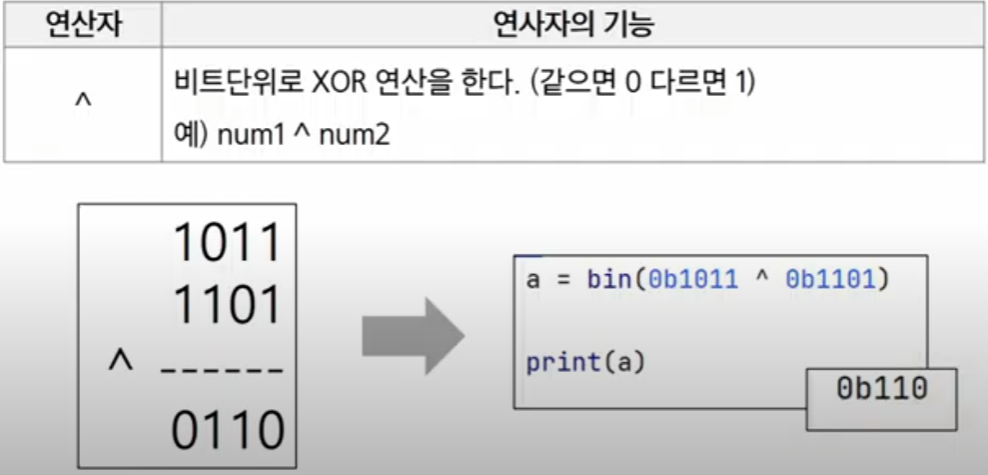 연산자 연사자의 기능
^
비트단위로 XOR 연산을 한다. (같으면 0 다르면 1)
예) num1 ^ num2
1011
1101
^ ------
0110
a = bin(0b1011 ^ 0b1101)
print(a)
0b110